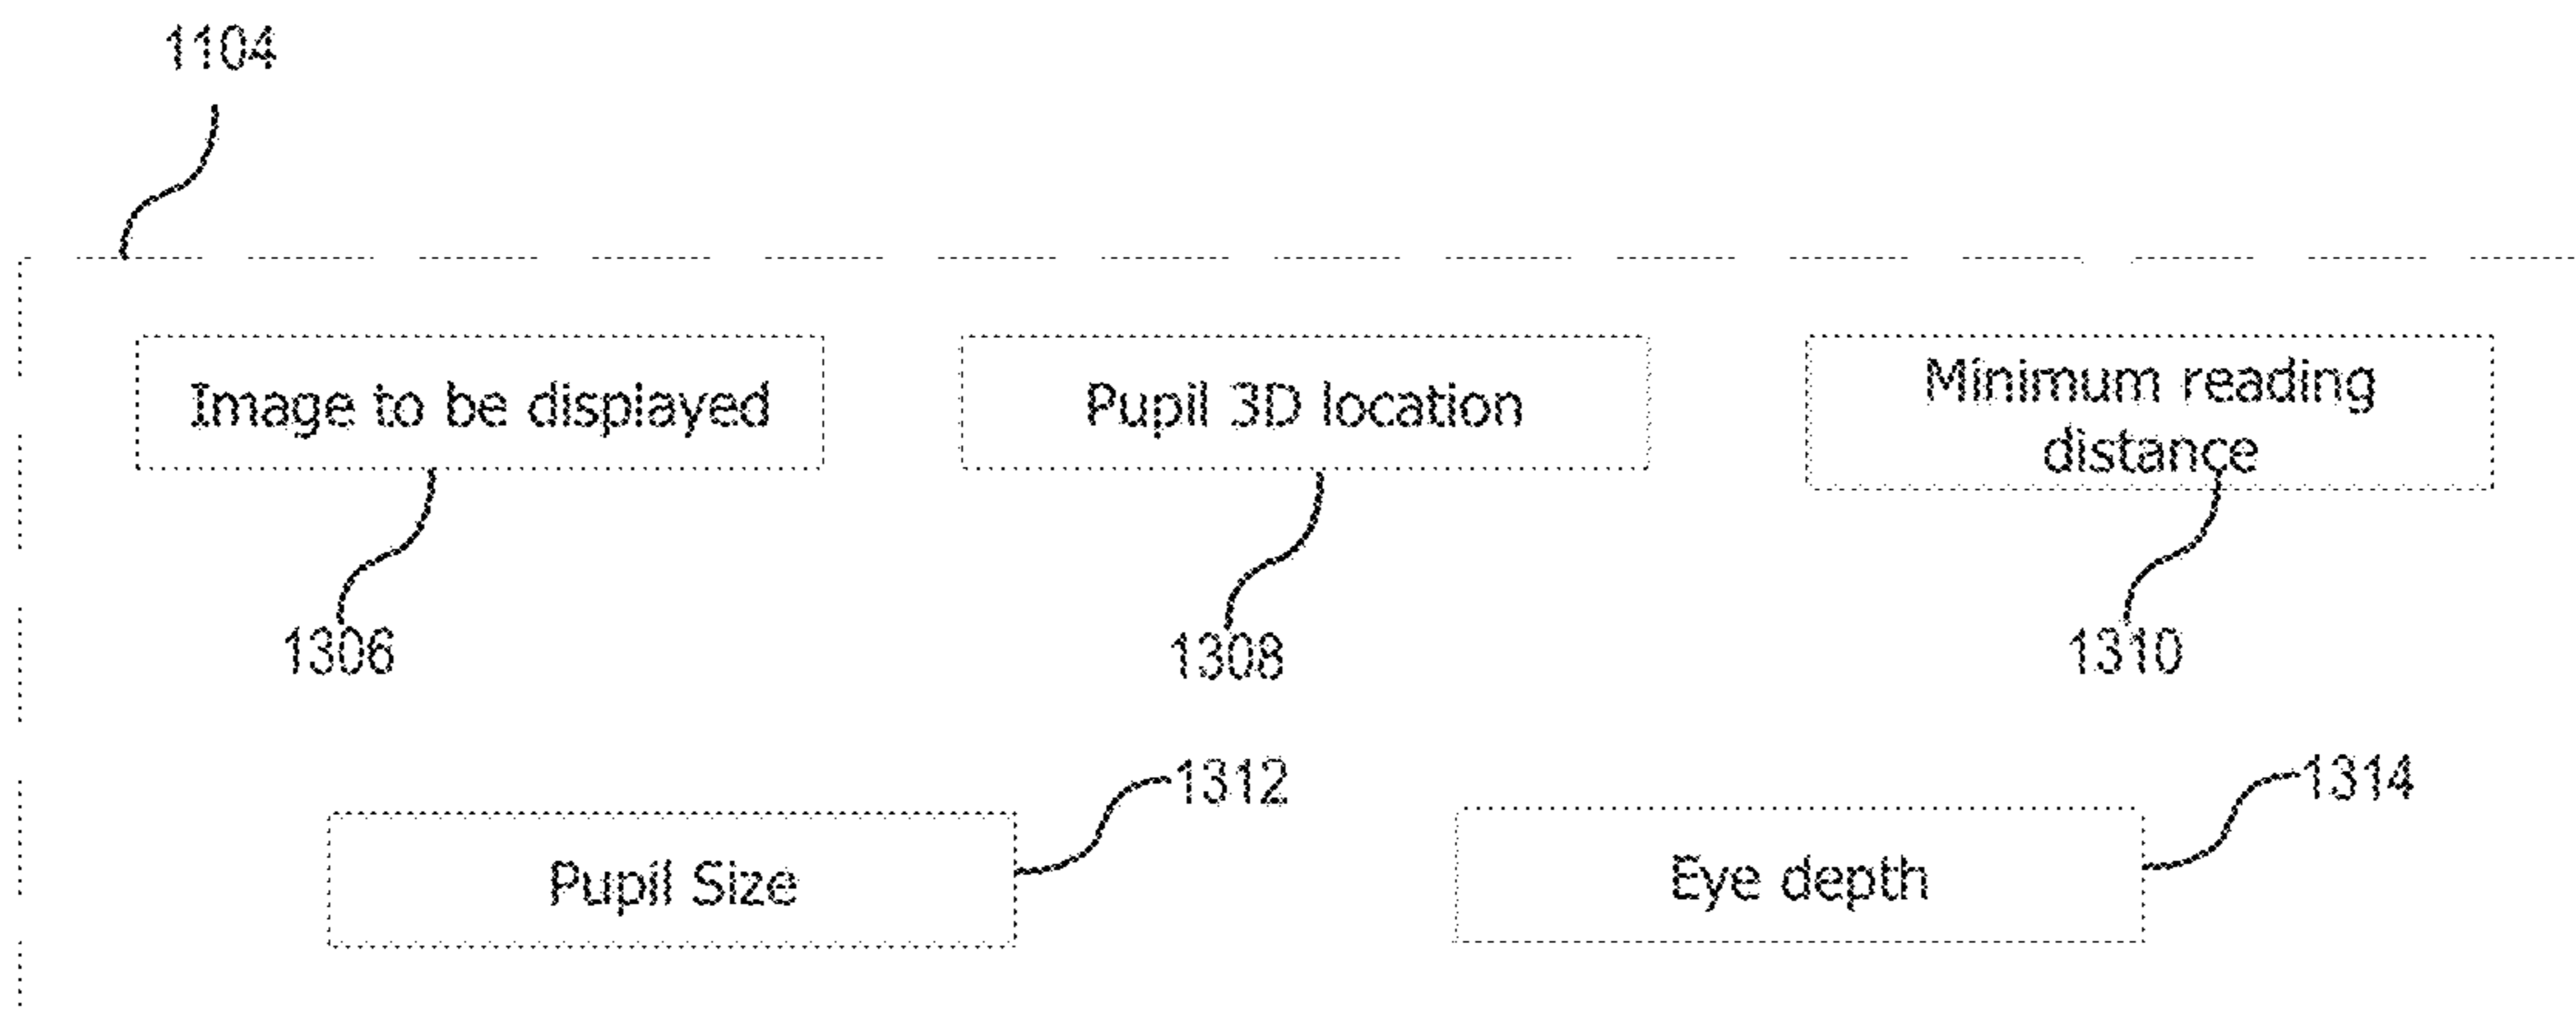 1104
Image to be displayed
Pupil 3D location
Minimum reading
distance
1306
1308
1310
1312
1314
Pupil Size
Eye depth